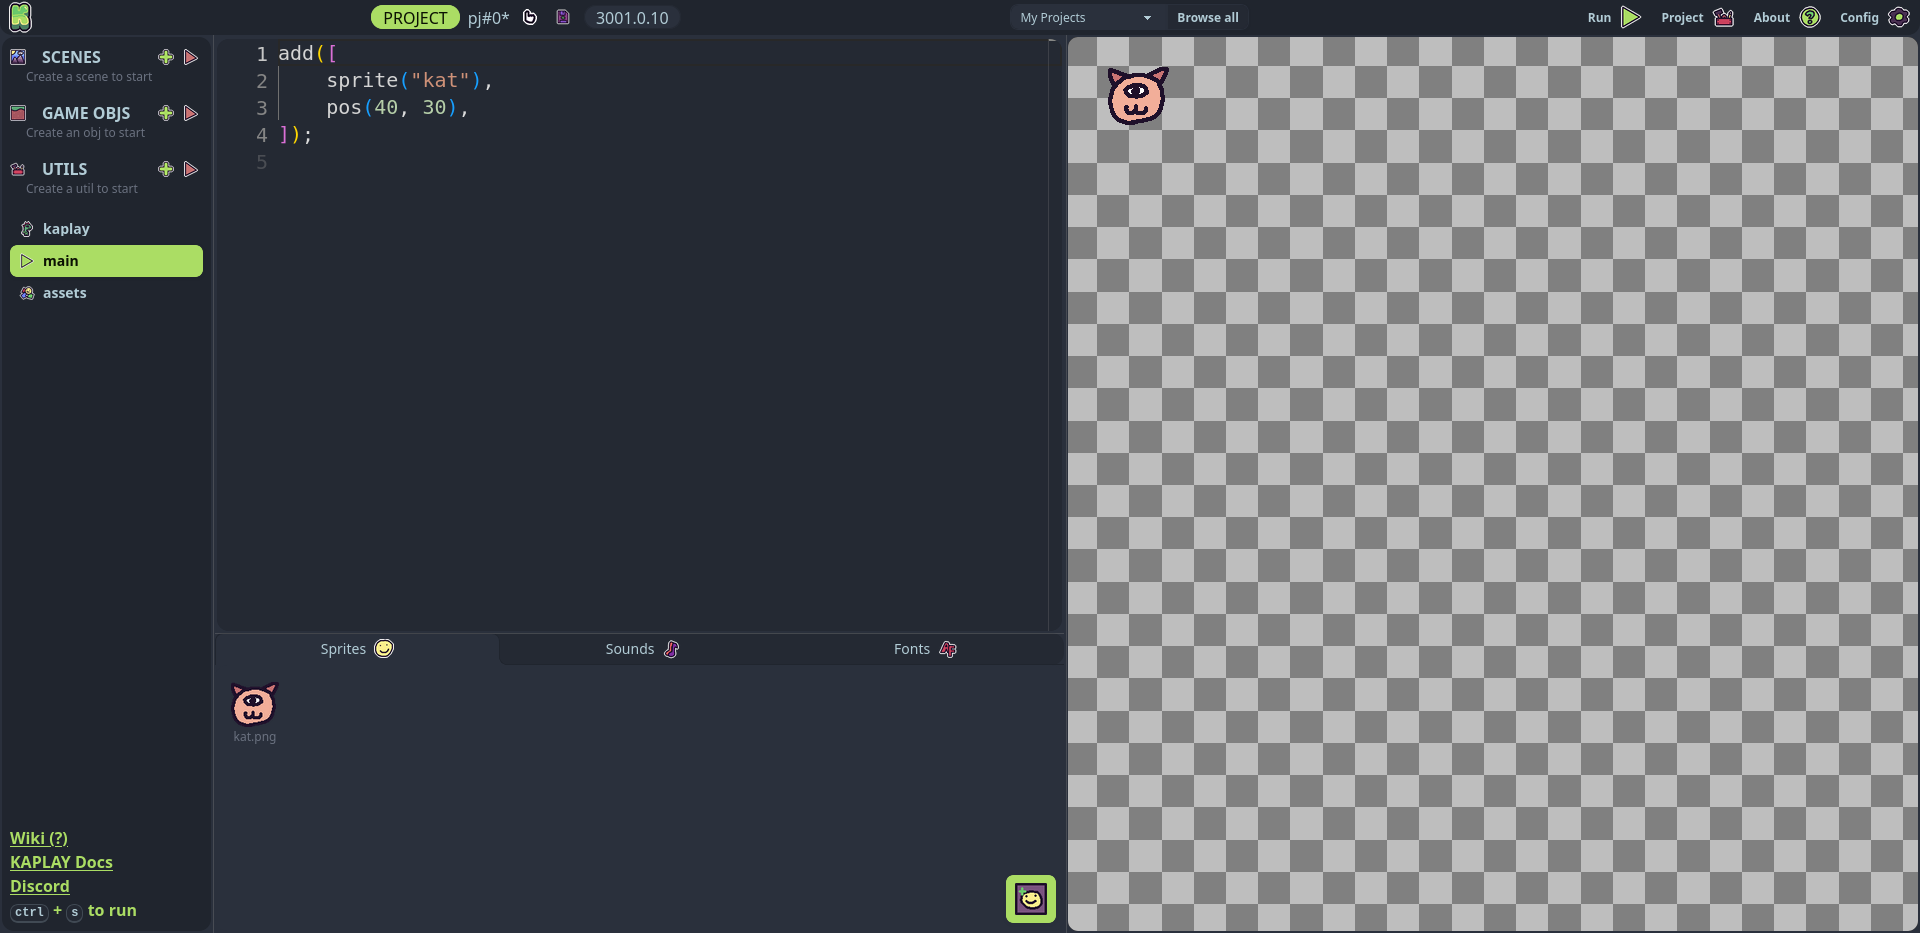 PROJECT pj#0* 3001.0.10 My Projects Browse all Run Project About Config
SCENES
Create a scene to start
GAME OBJS
Create an obj to start
UTILS
Create a util to start
kaplay
main
assets
Wiki (?)
KAPLAY Docs
Discord
ctrl + s to run
1 add([
2 sprite("kat"),
3 pos(40, 30),
4 ]);
5
Sprites Sounds Fonts
kat.png